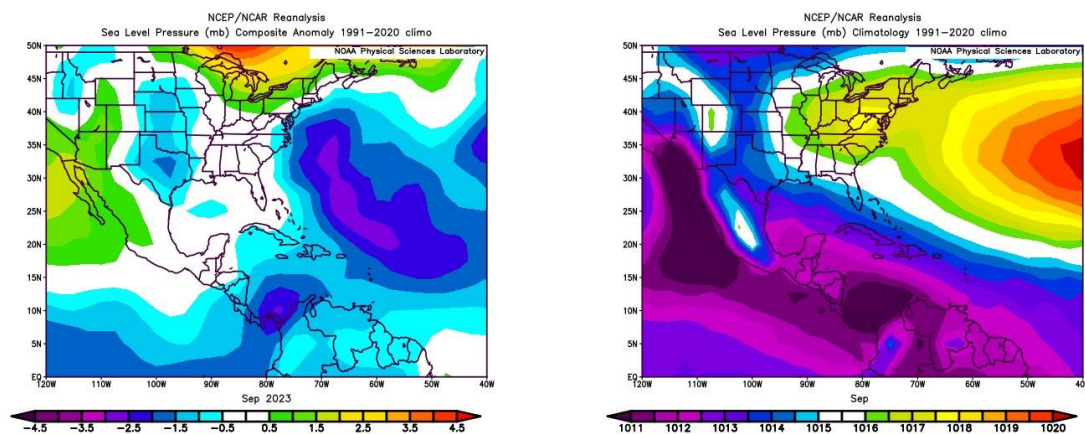 NCEP/NCAR Reanalysis
Sea Level Pressure (mb) Composite Anomaly 1991-2020 climo
NOAA Physical Sciences Laboratory
50N
45N
40N
35N
30N
25N
20N
15N
10N
5N
EQ
120W 110W 100W 90W 80W 70W 60W 50W 40W
Sep 2023
-4.5 -3.5 -2.5 -1.5 -0.5 0.5 1.5 2.5 3.5 4.5
NCEP/NCAR Reanalysis
Sea Level Pressure (mb) Climatology 1991-2020 climo
NOAA Physical Sciences Laboratory
50N
45N
40N
35N
30N
25N
20N
15N
10N
5N
EQ
120W 110W 100W 90W 80W 70W 60W 50W 40
Sep
1011 1012 1013 1014 1015 1016 1017 1018 1019 1020